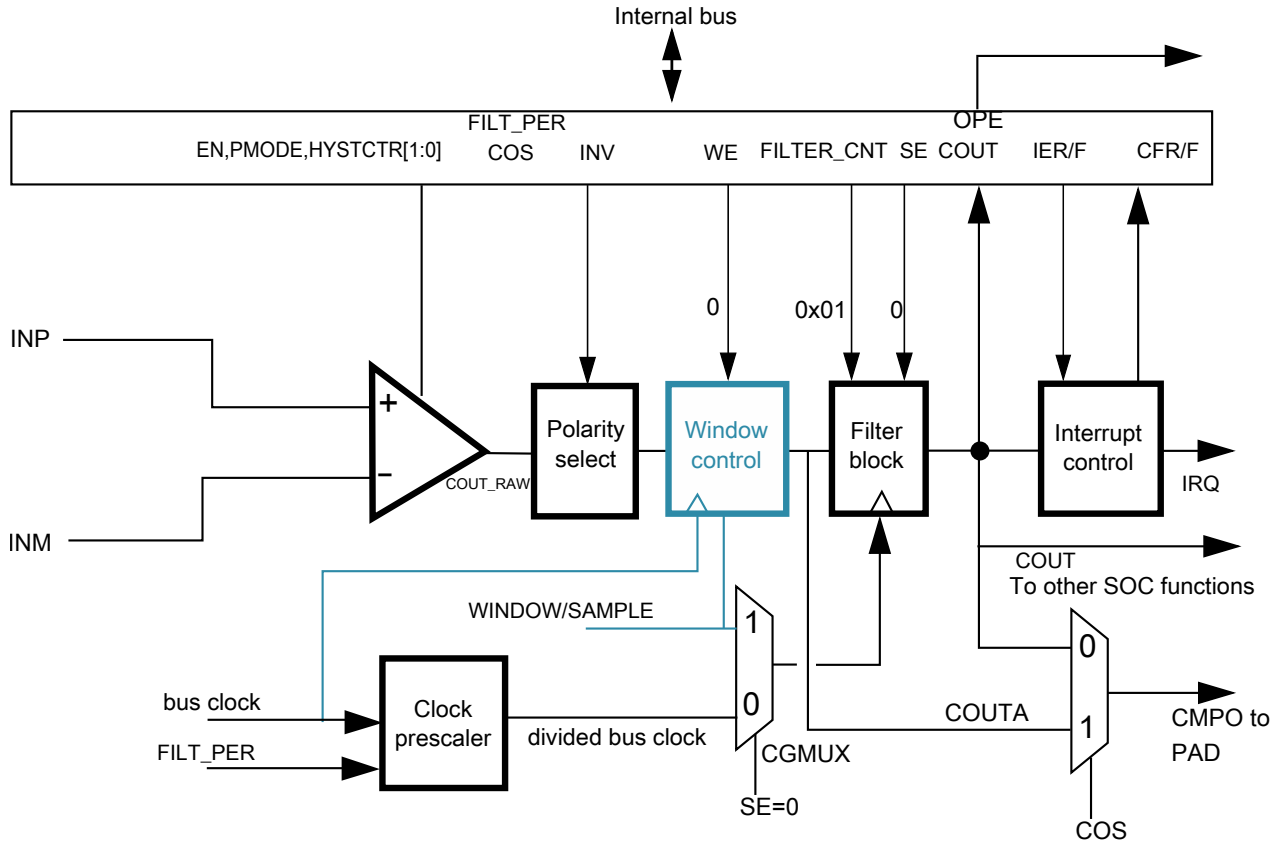 Internal bus
FILT_PER
OPE
EN,PMODE,HYSTCTR[1:0]
COS
INV
WE
FILTER_CNT
SE
COUT
IER/F
CFR/F
0
0x01
0
INP
+
Polarity
select
Window
control
Filter
block
Interrupt
control
−
COUT_RAW
IRQ
INM
COUT
To other SOC functions
WINDOW/SAMPLE
1
0
bus clock
Clock
prescaler
0
divided bus clock
COUTA
1
CMPO to
PAD
FILT_PER
CGMUX
SE=0
COS